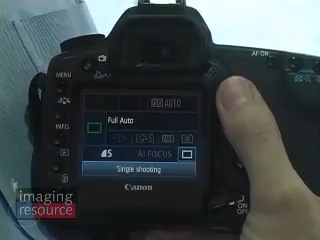 AF-ON
MENU
AUTO
Full Auto
INFO.
S AI FOCUS
Single shooting
Canon
imaging
resource
ON
OFF